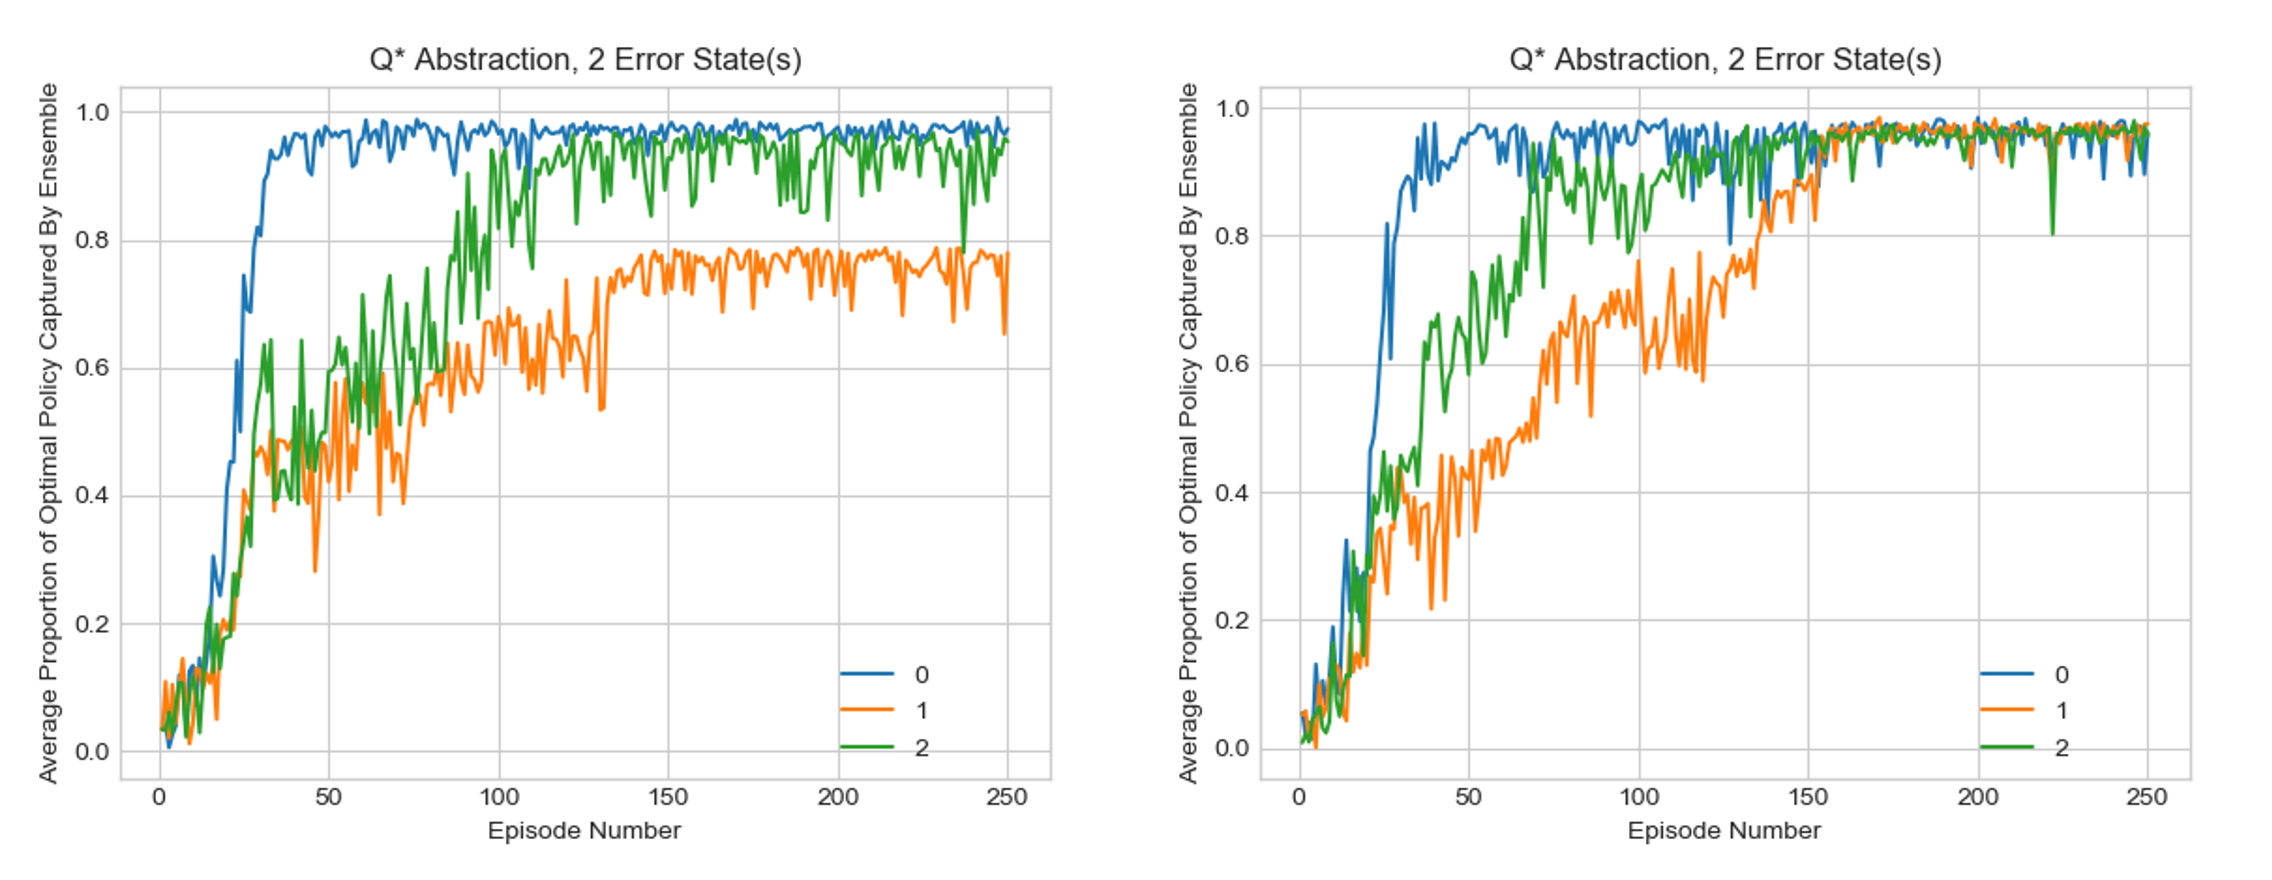 Q* Abstraction, 2 Error State(s)
Average Proportion of Optimal Policy Captured By Ensemble
1.0
0.8
0.6
0.4
0.2
0.0
0
1
2
0 50 100 150 200 250
Episode Number
Q* Abstraction, 2 Error State(s)
Average Proportion of Optimal Policy Captured By Ensemble
1.0
0.8
0.6
0.4
0.2
0.0
0
1
2
0 50 100 150 200 250
Episode Number